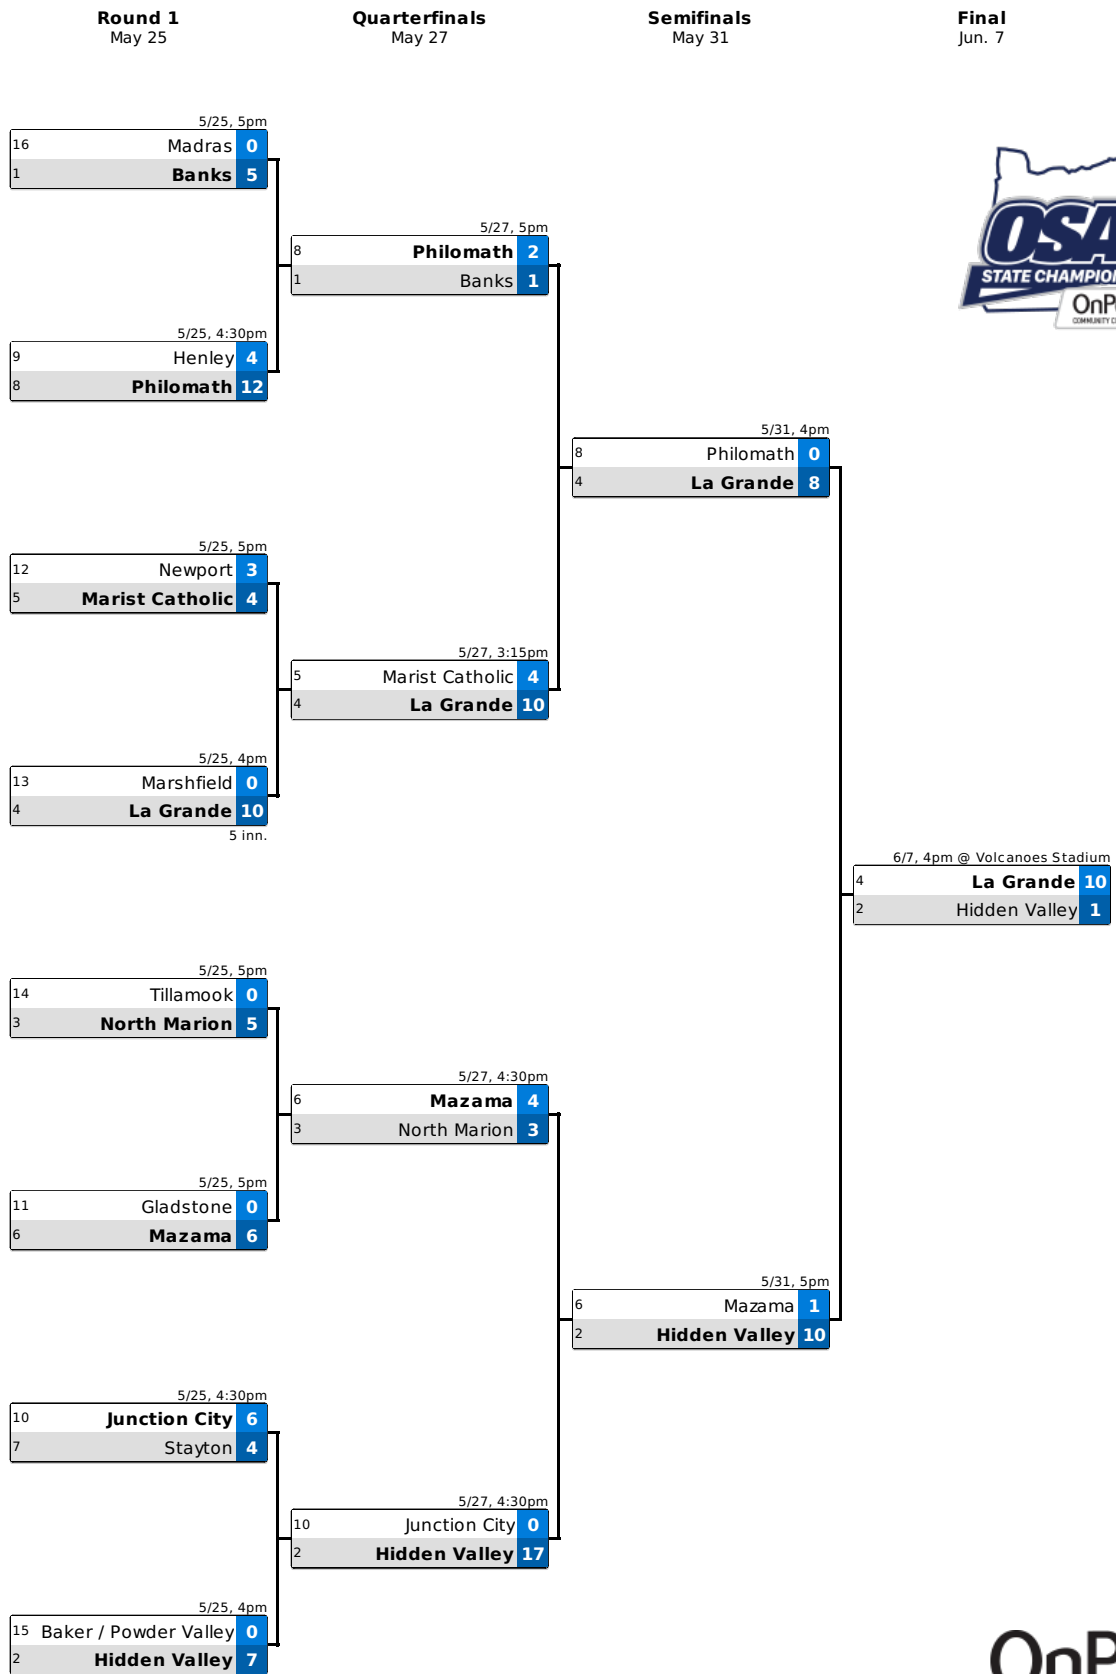 Round 1
May 25
Quarterfinals
May 27
Semifinals
May 31
Final
Jun. 7
5/25, 5pm
16 Madras 0
1 Banks 5
5/27, 5pm
8 Philomath 2
1 Banks 1
5/25, 4:30pm
9 Henley 4
8 Philomath 12
5/31, 4pm
8 Philomath 0
4 La Grande 8
5/25, 5pm
12 Newport 3
5 Marist Catholic 4
5/27, 3:15pm
5 Marist Catholic 4
4 La Grande 10
5/25, 4pm
13 Marshfield 0
4 La Grande 10
5 inn.
6/7, 4pm @ Volcanoes Stadium
4 La Grande 10
2 Hidden Valley 1
5/25, 5pm
14 Tillamook 0
3 North Marion 5
5/27, 4:30pm
6 Mazama 4
3 North Marion 3
5/25, 5pm
11 Gladstone 0
6 Mazama 6
5/31, 5pm
6 Mazama 1
2 Hidden Valley 10
5/25, 4:30pm
10 Junction City 6
7 Stayton 4
5/27, 4:30pm
10 Junction City 0
2 Hidden Valley 17
5/25, 4pm
15 Baker / Powder Valley 0
2 Hidden Valley 7
STATE
COMMUNITY